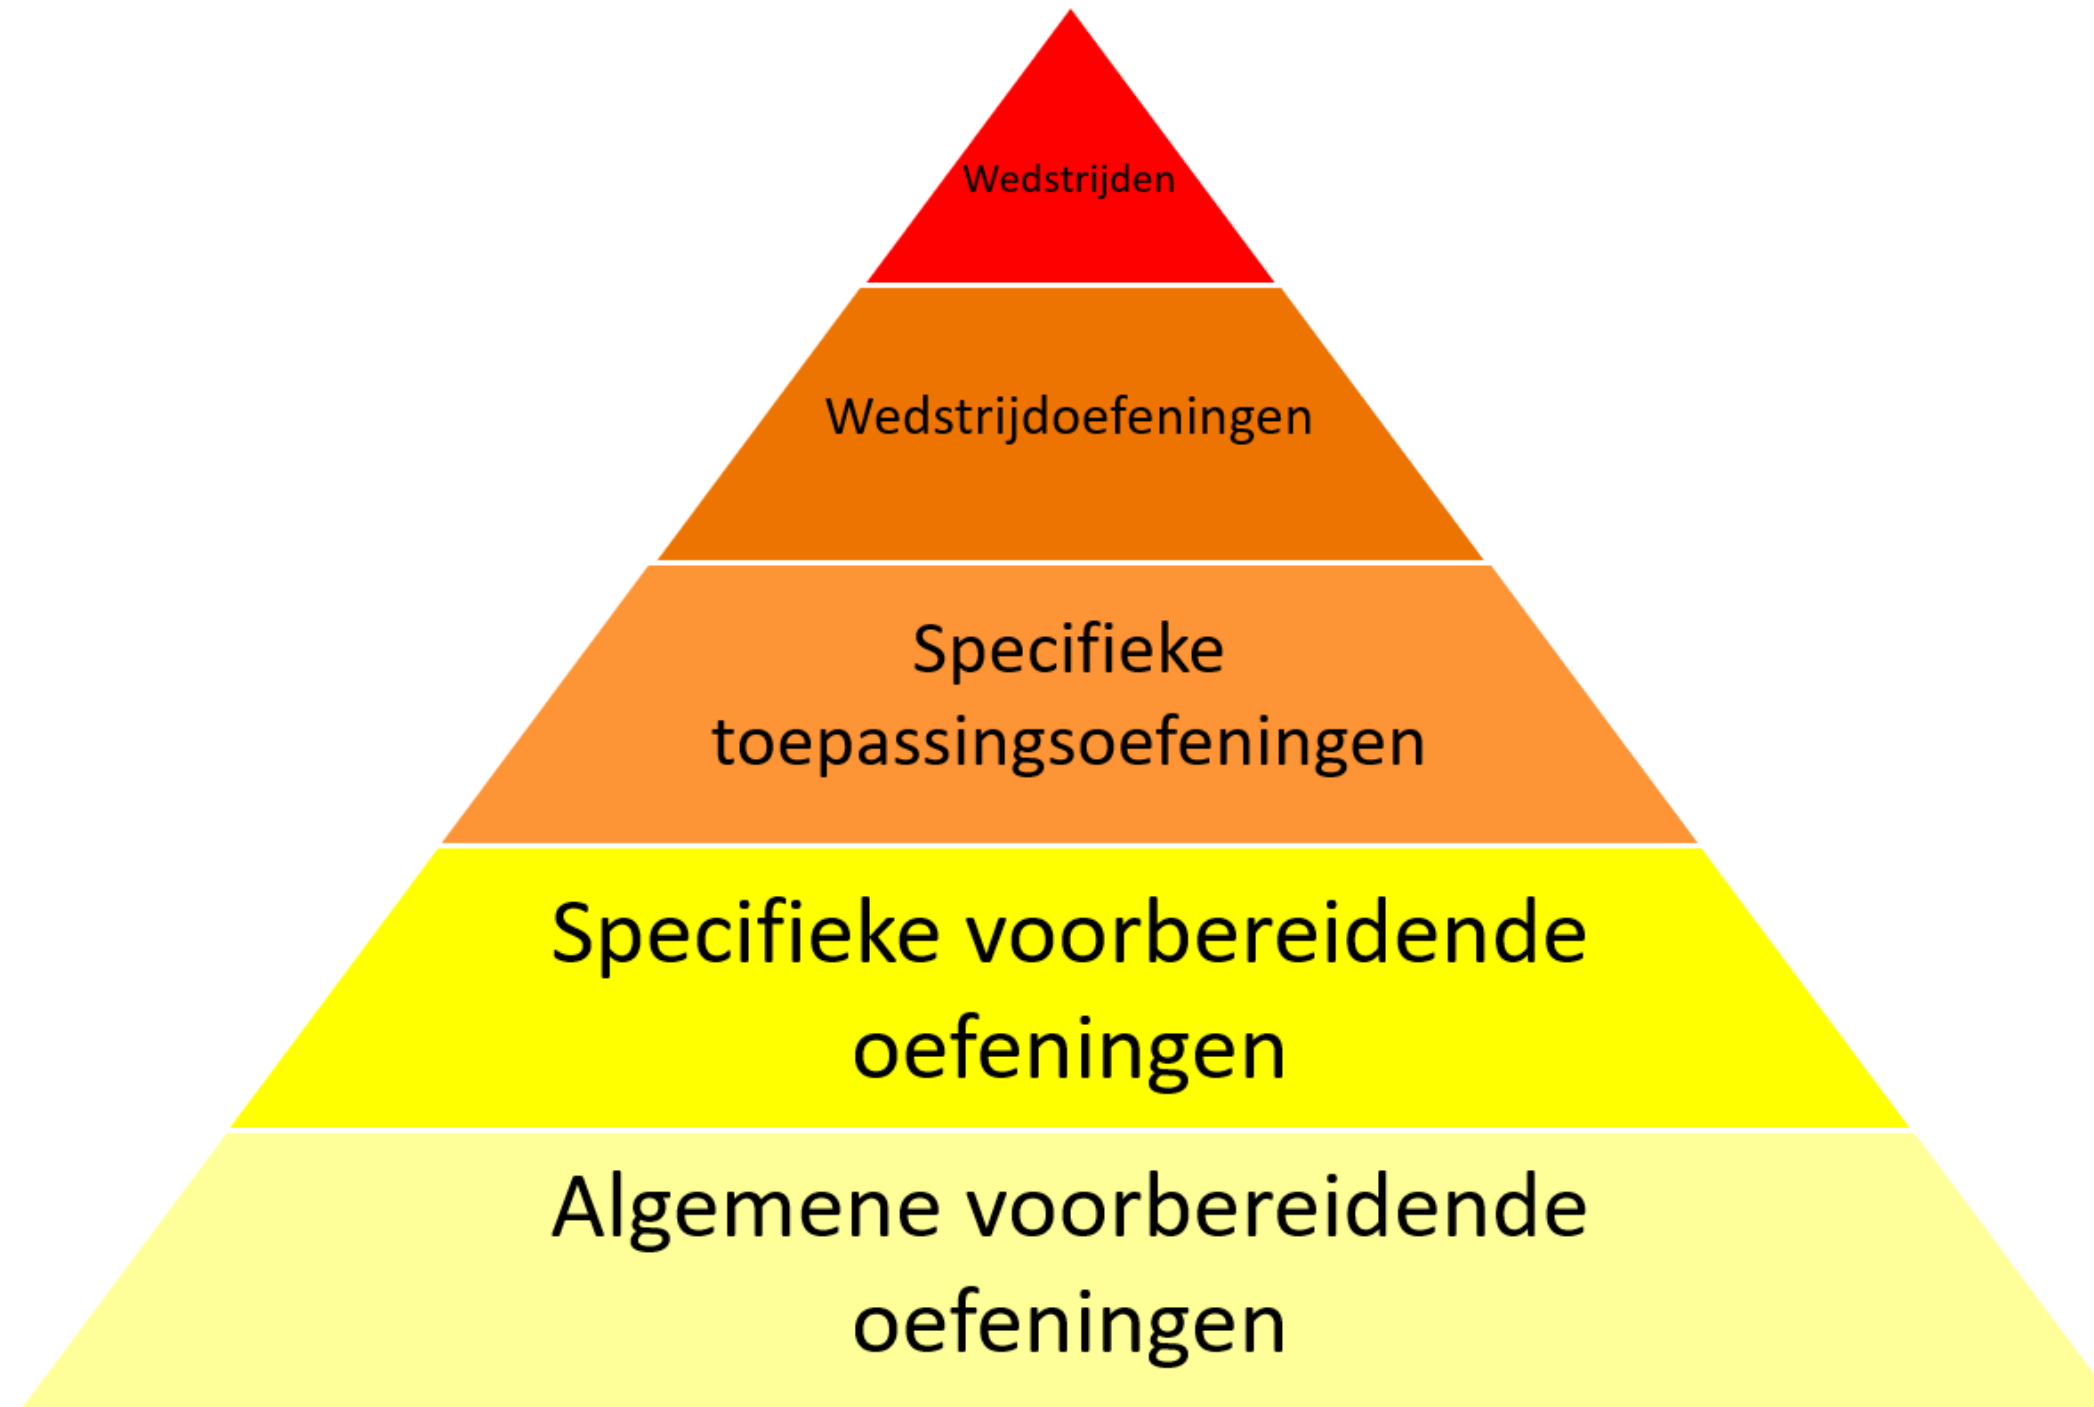 Wedstrijden
Wedstrijdoefeningen
Specifieke
toepassingsoefeningen
Specifieke voorbereidende
oefeningen
Algemene voorbereidende
oefeningen